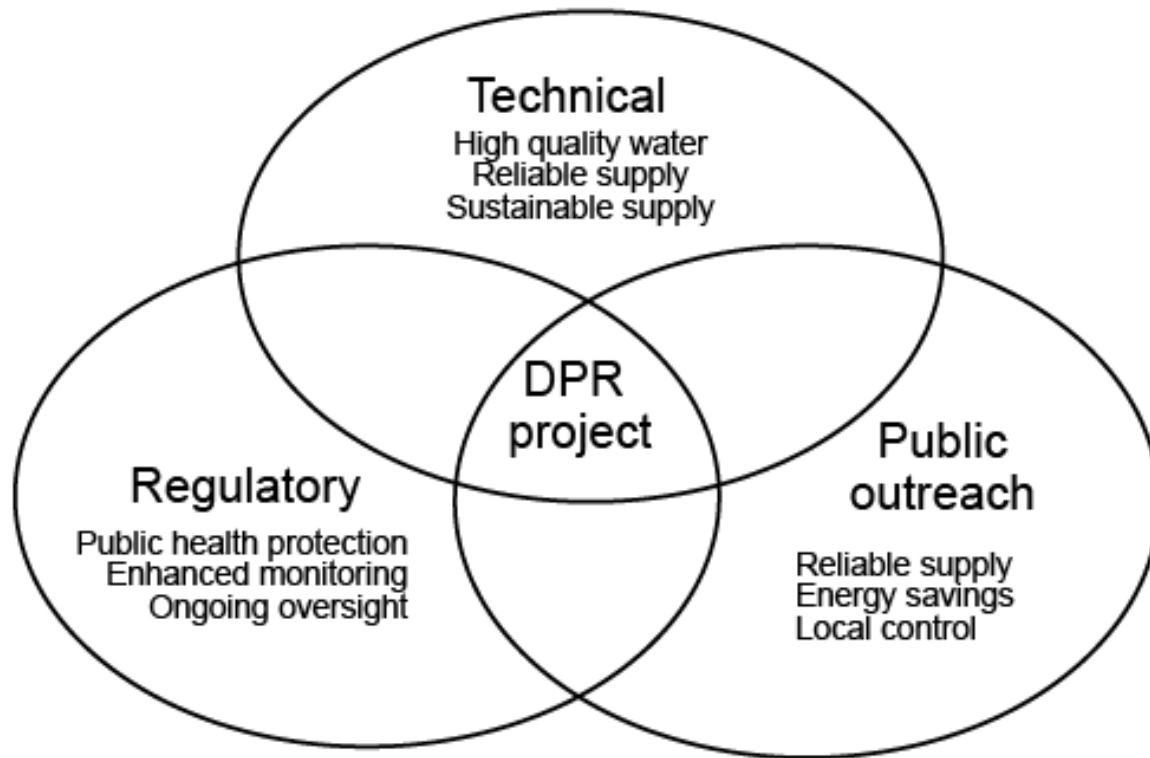 Technical
High quality water
Reliable supply
Sustainable supply
DPR
project
Regulatory
Public health protection
Enhanced monitoring
Ongoing oversight
Public
outreach
Reliable supply
Energy savings
Local control